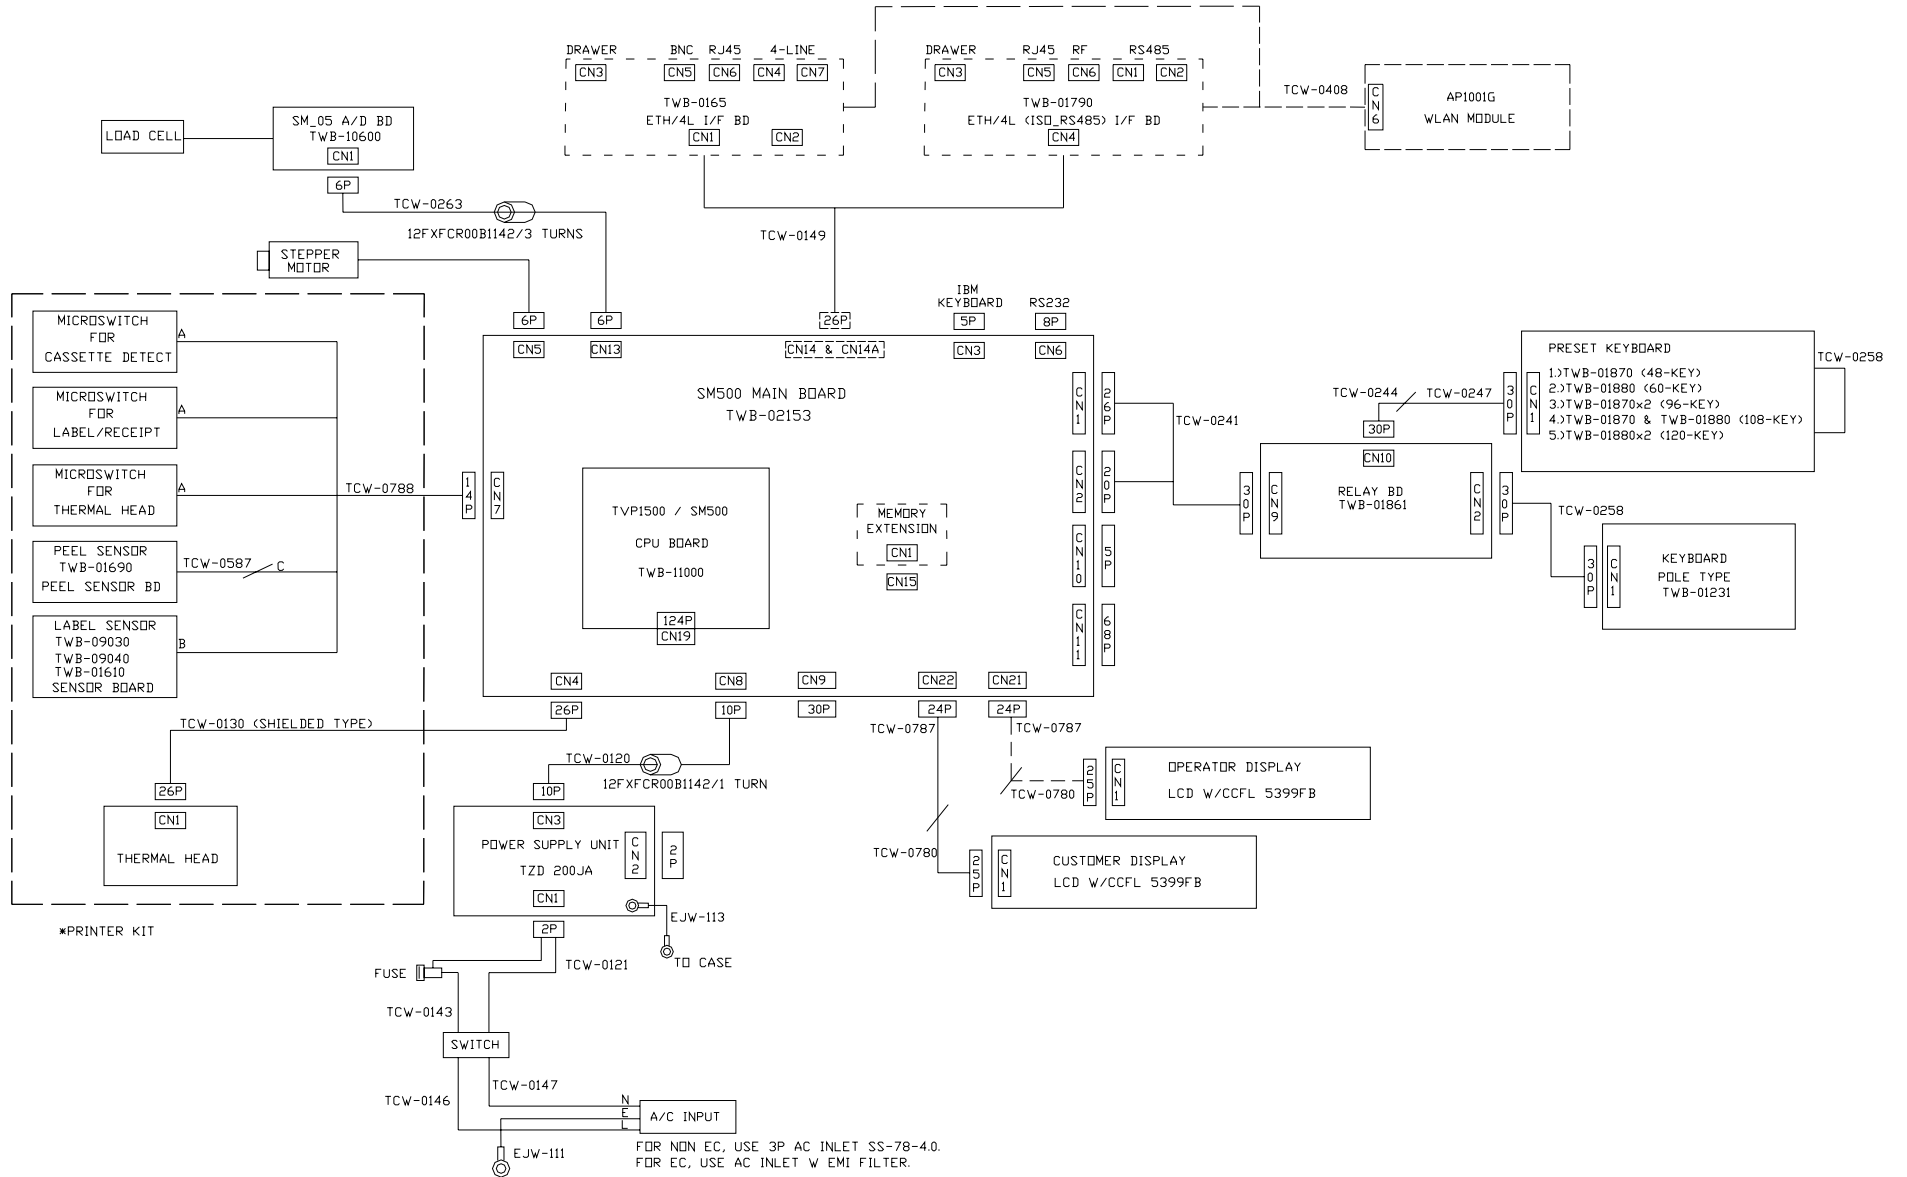 DRAWER BNC RJ45 4-LINE
CN3 CN5 CN6 CN4 CN7
TWB-0165
ETH/4L I/F BD
CN1 CN2
DRAWER RJ45 RF RS485
CN3 CN5 CN6 CN1 CN2
TWB-01790
ETH/4L (ISO_RS485) I/F BD
CN4
TCW-0408
CN6
AP1001G
WLAN MODULE
LOAD CELL
SM_05 A/D BD
TWB-10600
CN1
6P
TCW-0263
12FXFCR00B1142/3 TURNS
TCW-0149
STEPPER
MOTOR
6P
6P
26P
IBM
KEYBOARD
5P
RS232
8P
CN5
CN13
CN14 & CN14A
CN3
CN6
MICROSWITCH
FOR
CASSETTE DETECT
A
MICROSWITCH
FOR
LABEL/RECEIPT
A
MICROSWITCH
FOR
THERMAL HEAD
A
TCW-0788
14P
CN7
PEEL SENSOR
TWB-01690
PEEL SENSOR BD
TCW-0587
C
LABEL SENSOR
TWB-09030
TWB-09040
TWB-01610
SENSOR BOARD
B
SM500 MAIN BOARD
TWB-02153
TVP1500 / SM500
CPU BOARD
TWB-11000
124P
CN19
MEMORY
EXTENSION
CN1
CN15
CN1
26P
CN2
20P
CN10
5P
CN11
68P
TCW-0241
30P
CN9
RELAY BD
TWB-01861
CN10
30P
CN2
30P
TCW-0244
TCW-0247
30P
CN1
PRESET KEYBOARD
1.)TWB-01870 (48-KEY)
2.)TWB-01880 (60-KEY)
3.)TWB-01870x2 (96-KEY)
4.)TWB-01870 & TWB-01880 (108-KEY)
5.)TWB-01880x2 (120-KEY)
TCW-0258
TCW-0258
30P
CN1
KEYBOARD
POLE TYPE
TWB-01231
CN4
CN8
CN9
CN22
CN21
26P
10P
30P
24P
24P
TCW-0130 (SHIELDED TYPE)
26P
CN1
THERMAL HEAD
*PRINTER KIT
TCW-0120
12FXFCR00B1142/1 TURN
10P
CN3
POWER SUPPLY UNIT
TZD 200JA
CN2
2P
CN1
2P
EJW-113
TO CASE
TCW-0787
TCW-0787
TCW-0780
25P
CN1
OPERATOR DISPLAY
LCD W/CCFL 5399FB
TCW-0780
25P
CN1
CUSTOMER DISPLAY
LCD W/CCFL 5399FB
FUSE
TCW-0121
TCW-0143
SWITCH
TCW-0147
TCW-0146
N
E
L
A/C INPUT
EJW-111
FOR NON EC, USE 3P AC INLET SS-78-4.0.
FOR EC, USE AC INLET W EMI FILTER.